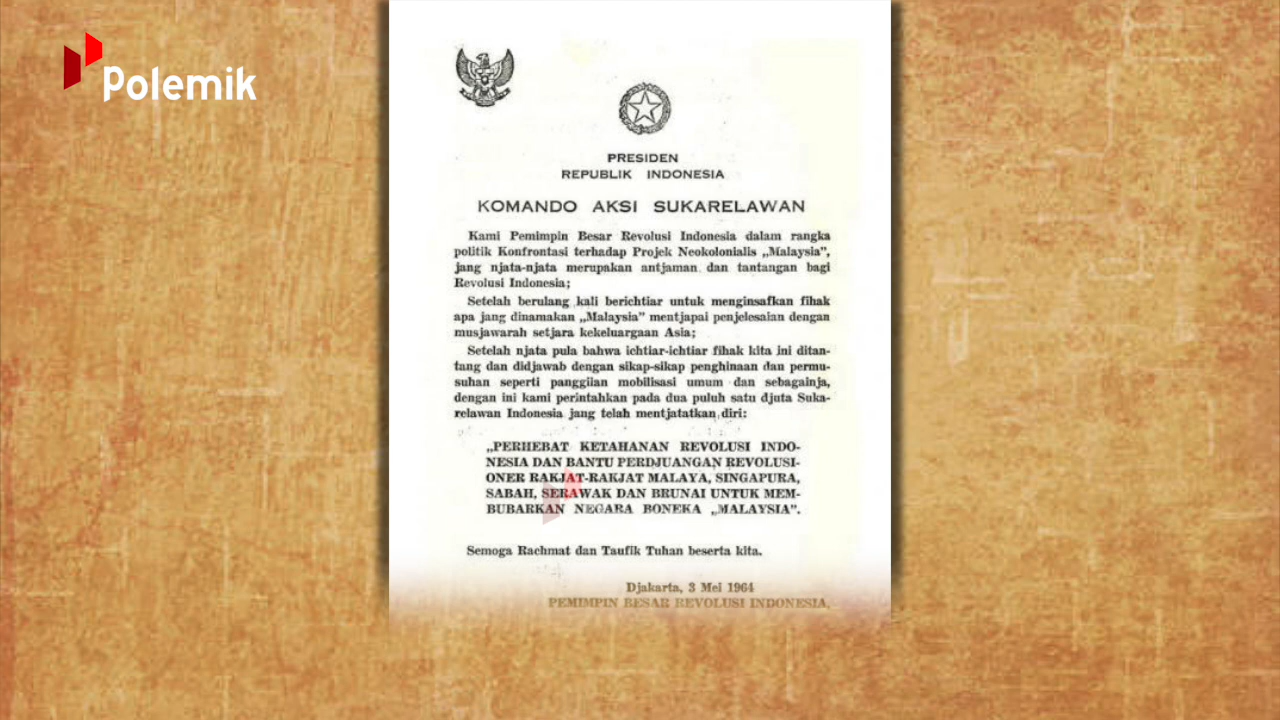 Polemik
PRESIDEN
REPUBLIK INDONESIA
KOMANDO AKSI SUKARELAWAN
Kami Pemimpin Besar Revolusi Indonesia dalam rangka
politik Konfrontasi terhadap Projek Neokolonialis „Malaysia”,
jang njata-njata merupakan antjaman dan tantangan bagi
Revolusi Indonesia;
Setelah berulang kali berichtiar untuk menginsafkan fihak
apa jang dinamakan „Malaysia” mentjapai penjelesaian dengan
musjawarah setjara kekeluargaan Asia;
Setelah njata pula bahwa ichtiar-ichtiar fihak kita ini ditan-
tang dan didjawab dengan sikap-sikap penghinaan dan permu-
suhan seperti panggilan mobilisasi umum dan sebagainja,
dengan ini kami perintahkan pada dua puluh satu djuta Suka-
relawan Indonesia jang telah mentjatatkan diri:
„PERHEBAT KETAHANAN REVOLUSI INDO-
NESIA DAN BANTU PERDJUANGAN REVOLUSI-
ONER RAKJAT-RAKJAT MALAYA, SINGAPURA,
SABAH, SERAWAK DAN BRUNAI UNTUK MEM-
BUBARKAN NEGARA BONEKA „MALAYSIA”.
Semoga Rachmat dan Taufik Tuhan beserta kita.
Djakarta, 3 Mei 1964
PEMIMPIN BESAR REVOLUSI INDONESIA,